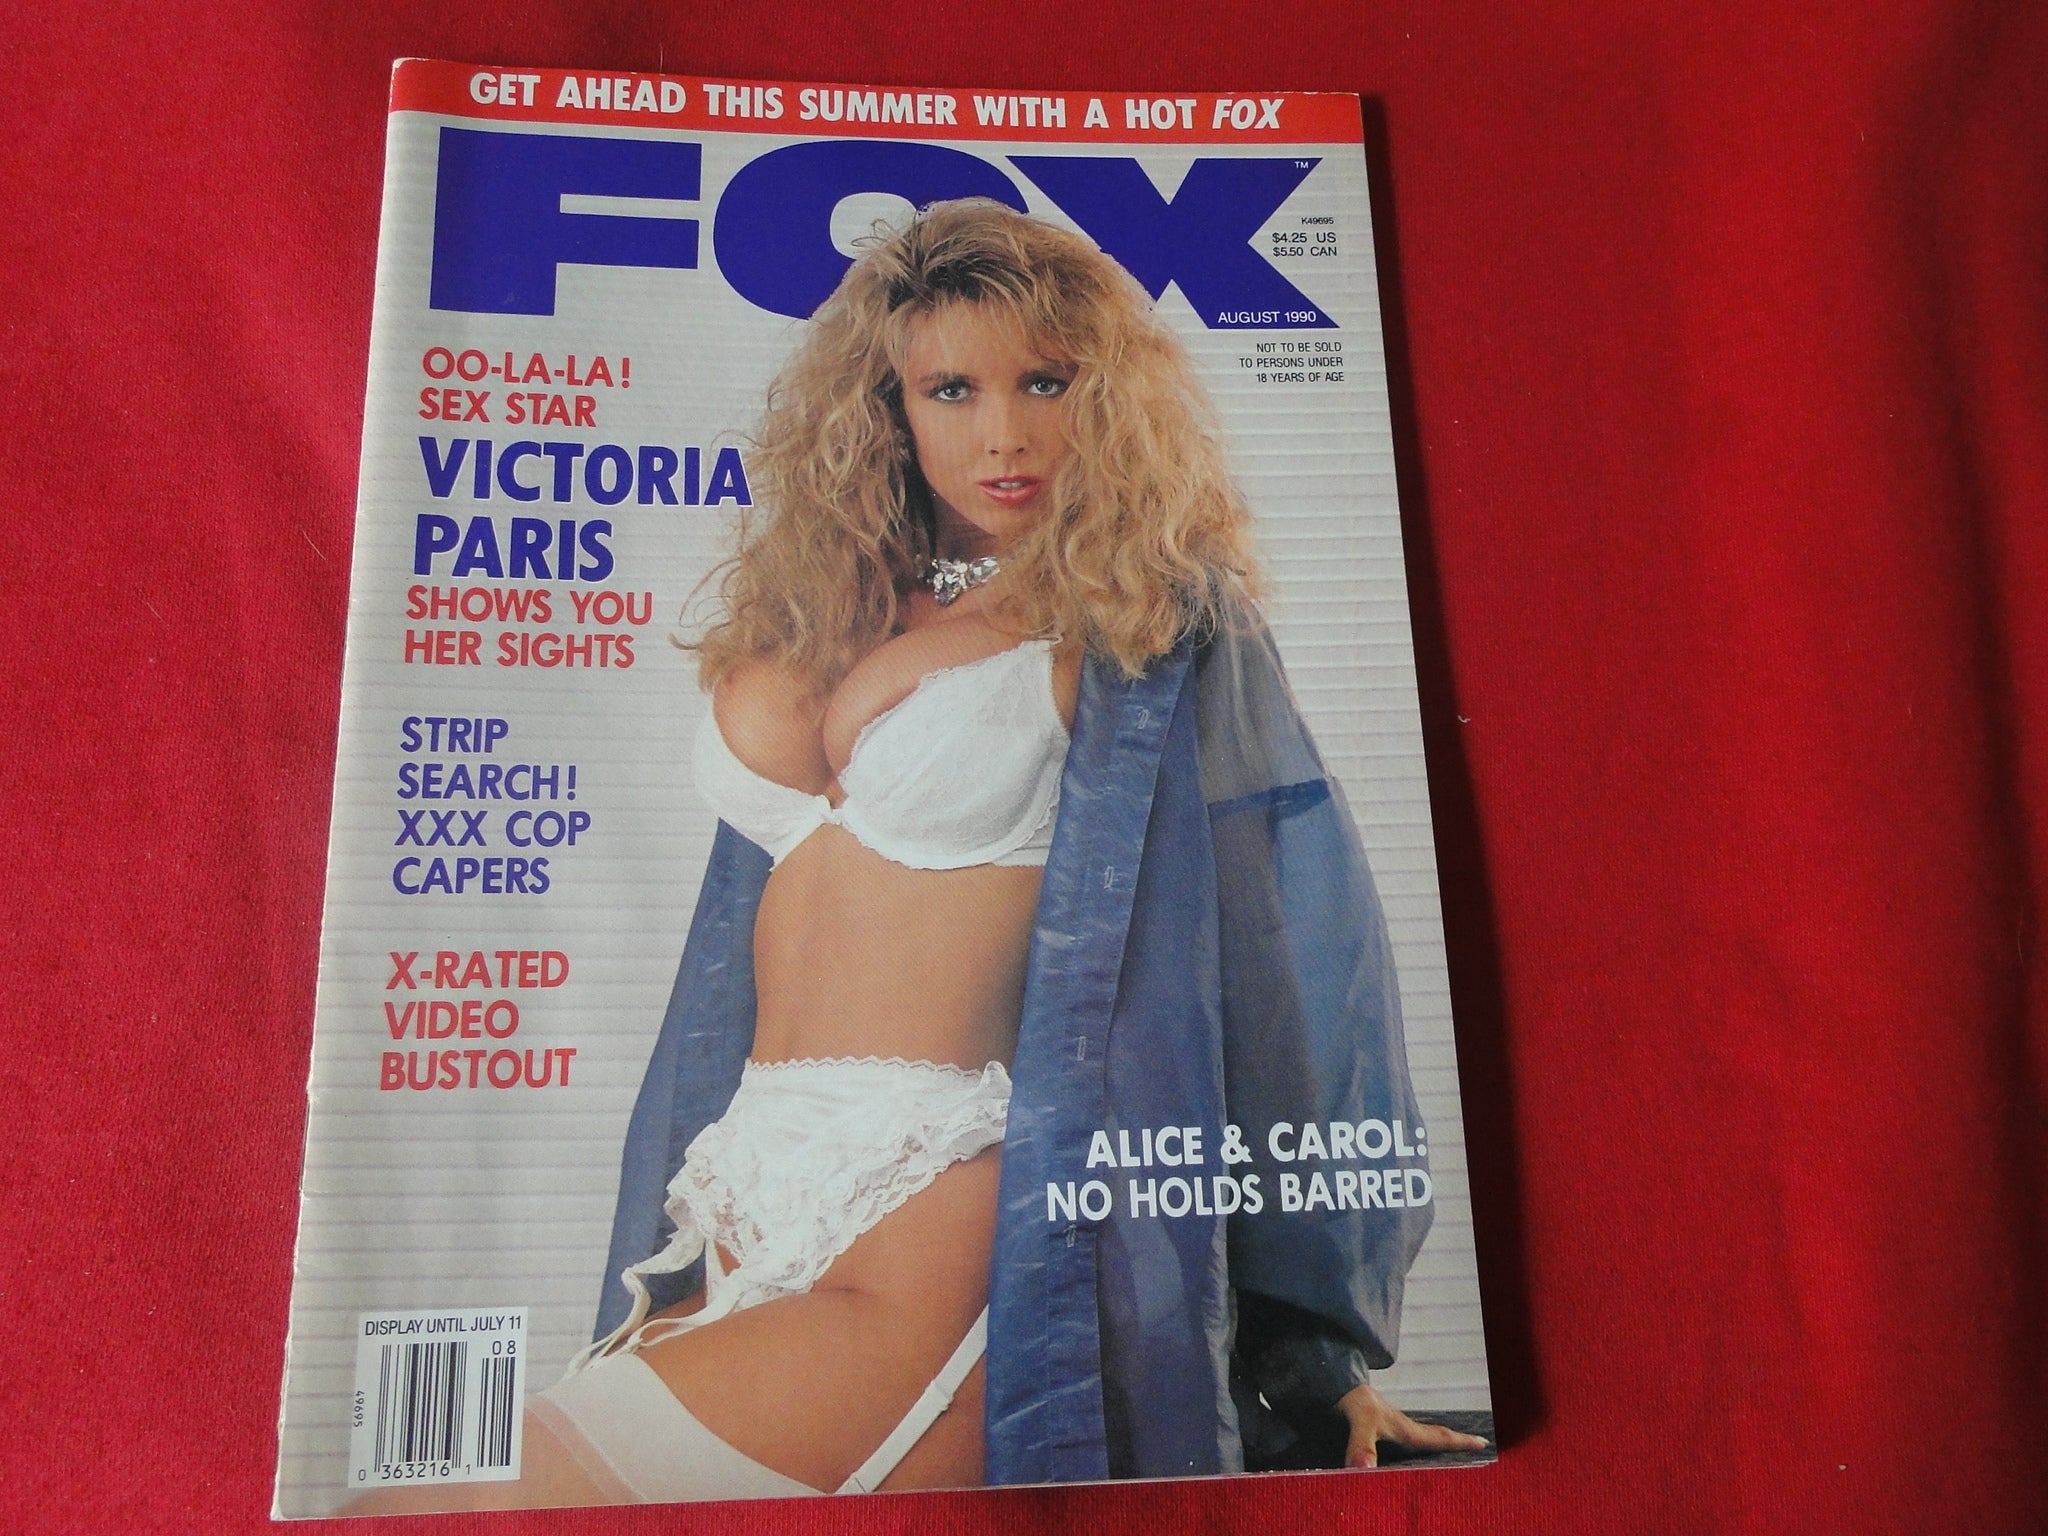 GET AHEAD THIS SUMMER WITH A HOT FOX
FOX
™
K49695
$4.25 US
$5.50 CAN
AUGUST 1990
NOT TO BE SOLD
TO PERSONS UNDER
18 YEARS OF AGE
OO-LA-LA!
SEX STAR
VICTORIA
PARIS
SHOWS YOU
HER SIGHTS
STRIP
SEARCH!
XXX COP
CAPERS
X-RATED
VIDEO
BUSTOUT
ALICE & CAROL:
NO HOLDS BARRED
DISPLAY UNTIL JULY 11
08
49695
0 363216 1